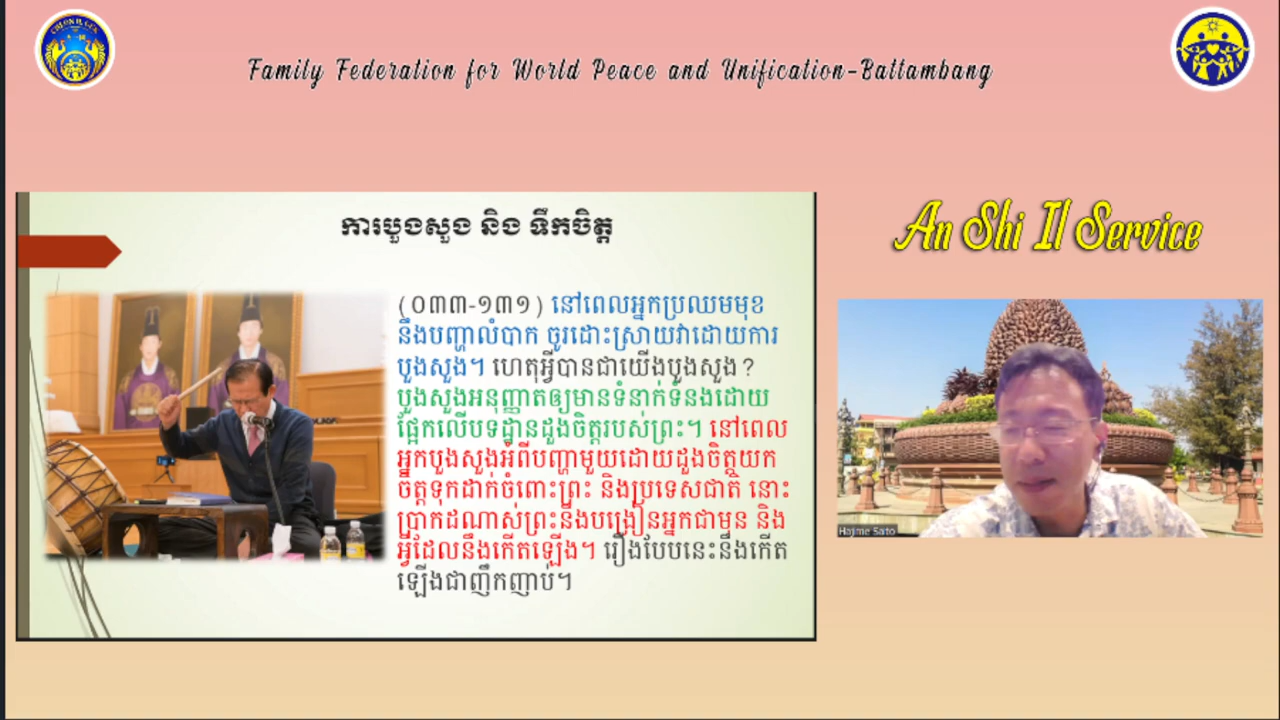 CHEON IL GUK
Family Federation for World Peace and Unification-Battambang
An Shi Il Service
ការបួងសួង និង ទឹកចិត្ត
(០៣៣-១៣១) នៅពេលអ្នកប្រឈមមុខ
នឹងបញ្ហាលំបាក ចូរដោះស្រាយវាដោយការ
បួងសួង។ ហេតុអ្វីបានជាយើងបួងសួង?
បួងសួងអនុញ្ញាតឲ្យមានទំនាក់ទំនងដោយ
ផ្អែកលើបទដ្ឋានដួងចិត្តរបស់ព្រះ។ នៅពេល
អ្នកបួងសួងអំពីបញ្ហាមួយដោយដួងចិត្តយក
ចិត្តទុកដាក់ចំពោះព្រះ និងប្រទេសជាតិ នោះ
ប្រាកដណាស់ព្រះនឹងបង្រៀនអ្នកជាមុន និង
អ្វីដែលនឹងកើតឡើង។ រឿងបែបនេះនឹងកើត
ឡើងជាញឹកញាប់។
Hajime Sato